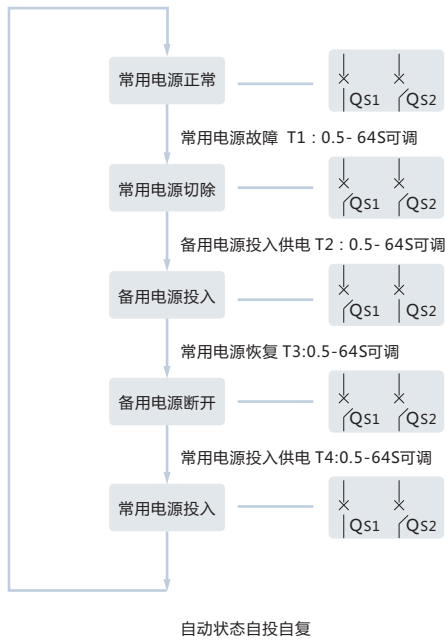 常用电源正常
QS1 QS2
常用电源故障 T1：0.5- 64S可调
常用电源切除
QS1 QS2
备用电源投入供电 T2：0.5- 64S可调
备用电源投入
QS1 QS2
常用电源恢复 T3:0.5-64S可调
备用电源断开
QS1 QS2
常用电源投入供电 T4:0.5-64S可调
常用电源投入
QS1 QS2
自动状态自投自复